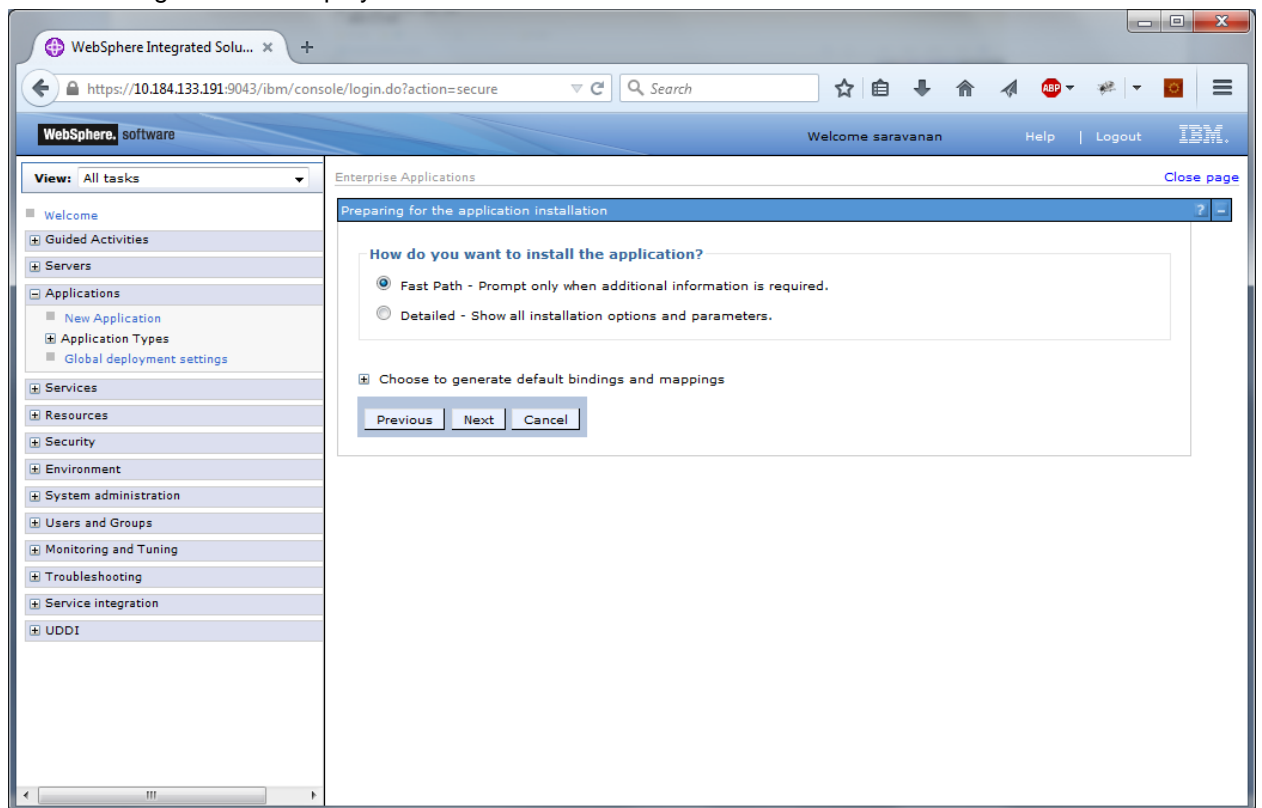 WebSphere Integrated Solu... × +
https://10.184.133.191:9043/ibm/console/login.do?action=secure
Search
ABP
WebSphere. software
Welcome saravanan
Help | Logout
IBM.
View: All tasks
Enterprise Applications
Close page
Welcome
Guided Activities
Servers
Applications
New Application
Application Types
Global deployment settings
Services
Resources
Security
Environment
System administration
Users and Groups
Monitoring and Tuning
Troubleshooting
Service integration
UDDI
Preparing for the application installation
? -
How do you want to install the application?
Fast Path - Prompt only when additional information is required.
Detailed - Show all installation options and parameters.
Choose to generate default bindings and mappings
Previous Next Cancel